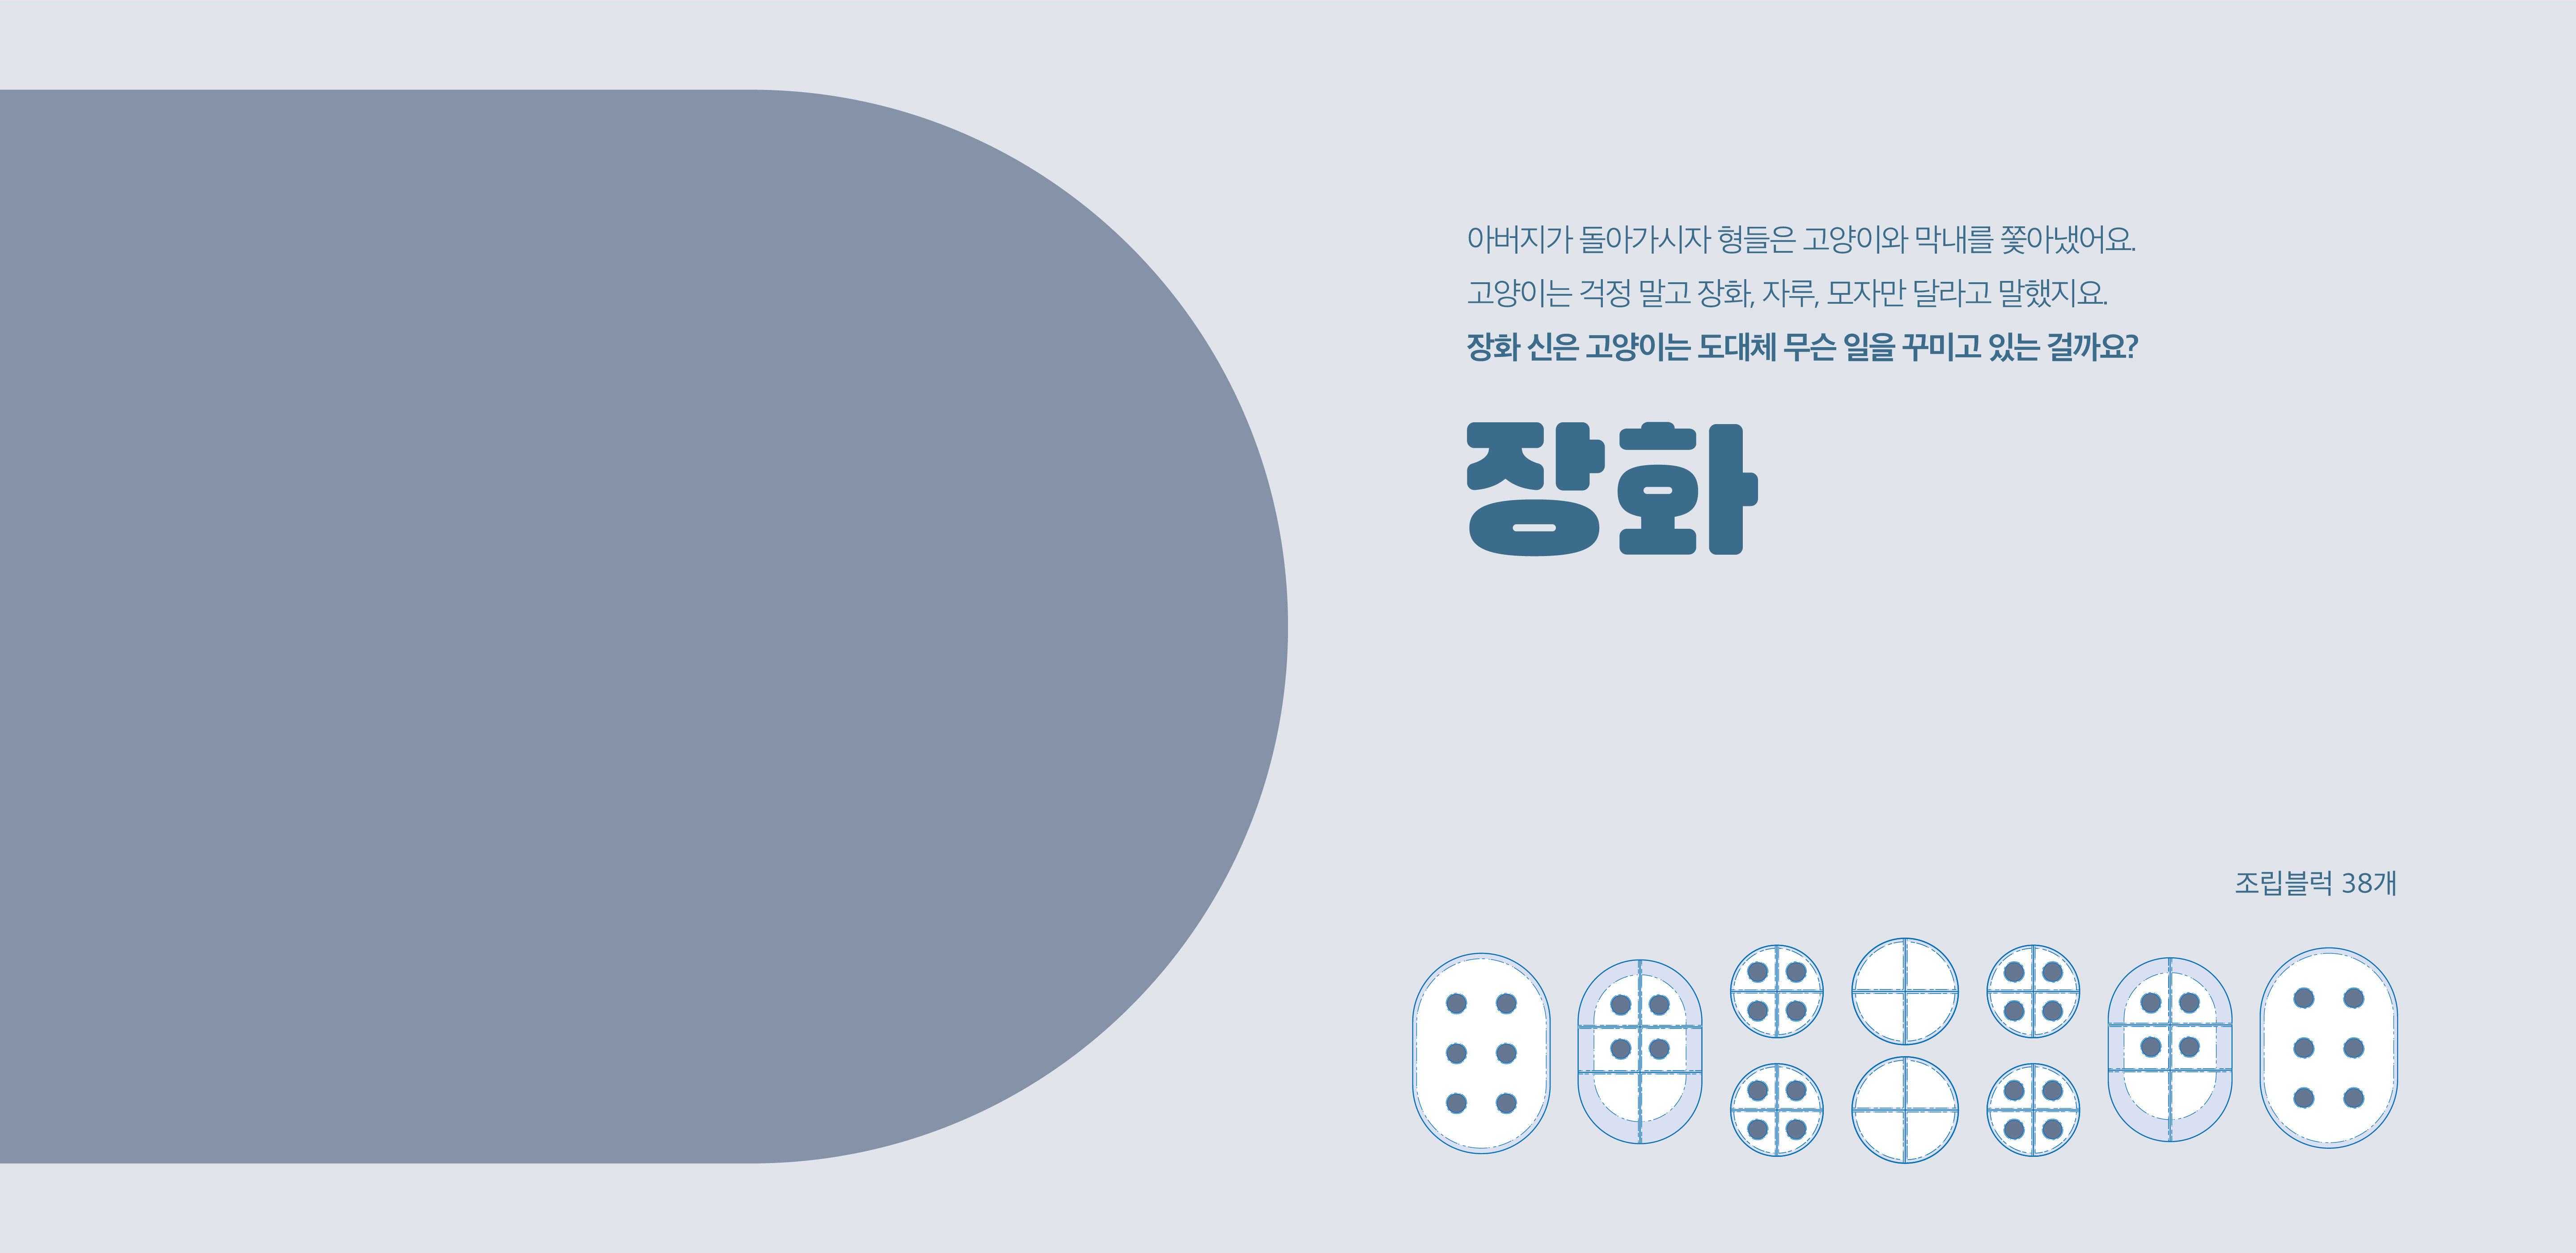 아버지가 돌아가시자 형들은 고양이와 막내를 쫓아냈어요.
고양이는 걱정 말고 장화, 자루, 모자만 달라고 말했지요.
장화 신은 고양이는 도대체 무슨 일을 꾸미고 있는 걸까요?
장화
조립블럭 38개